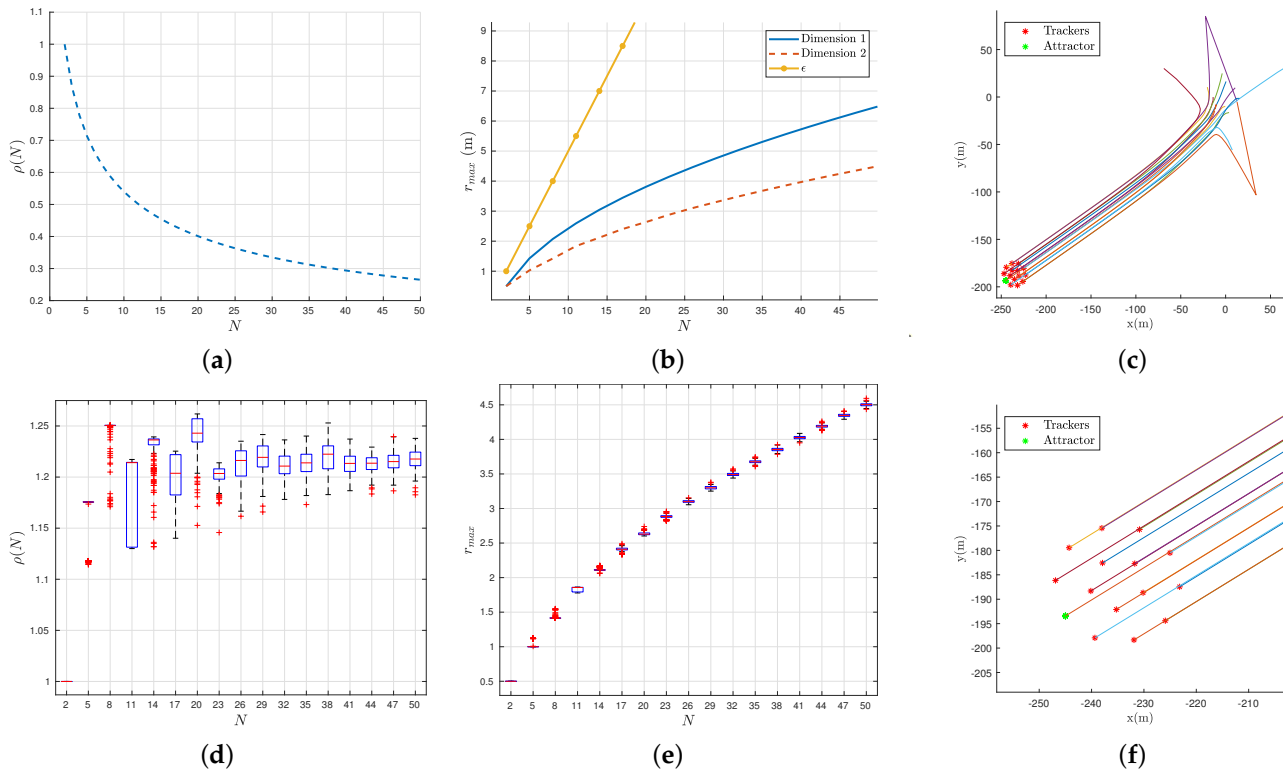 1.1
1
0.9
0.8
0.7
0.6
0.5
0.4
0.3
0.2
0 5 10 15 20 25 30 35 40 45 50
ρ(N)
N
(a)
9
8
7
6
5
4
3
2
1
5 10 15 20 25 30 35 40 45
r_max (m)
N
Dimension 1
Dimension 2
ϵ
(b)
50
0
-50
-100
-150
-200
-250 -200 -150 -100 -50 0 50
y(m)
x(m)
Trackers
Attractor
(c)
1.25
1.2
1.15
1.1
1.05
1
2 5 8 11 14 17 20 23 26 29 32 35 38 41 44 47 50
ρ(N)
N
(d)
4.5
4
3.5
3
2.5
2
1.5
1
0.5
2 5 8 11 14 17 20 23 26 29 32 35 38 41 44 47 50
r_max
N
(e)
-155
-160
-165
-170
-175
-180
-185
-190
-195
-200
-205
-250 -240 -230 -220 -210
y(m)
x(m)
Trackers
Attractor
(f)